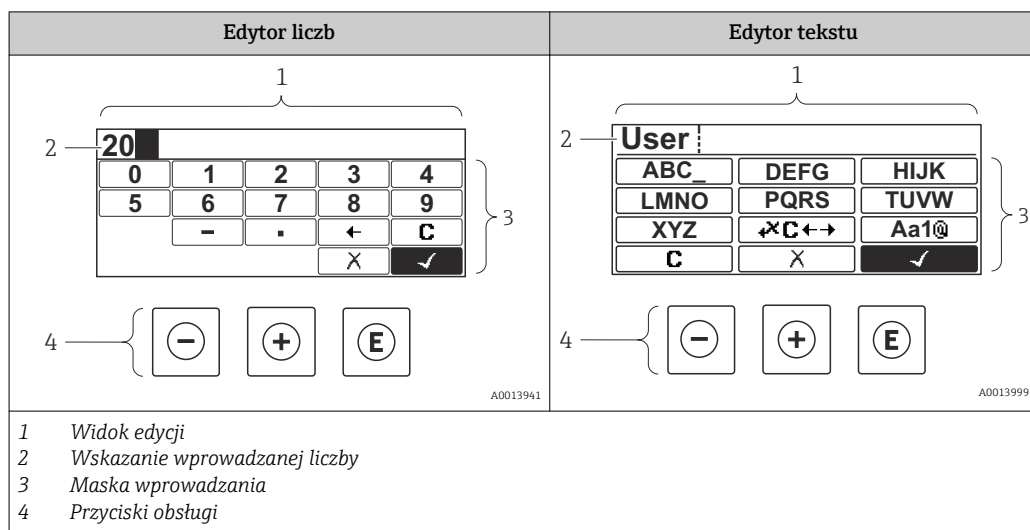 Edytor liczb Edytor tekstu
1 1
2 20 2 User
0 1 2 3 4 ABC_ DEFG HIJK
5 6 7 8 9 3 LMNO PQRS TUVW 3
− . ← C XYZ ↶× C ← → Aa1@
X ✓ C X ✓
4 − + E 4 − + E
A0013941 A0013999
1 Widok edycji
2 Wskazanie wprowadzanej liczby
3 Maska wprowadzania
4 Przyciski obsługi